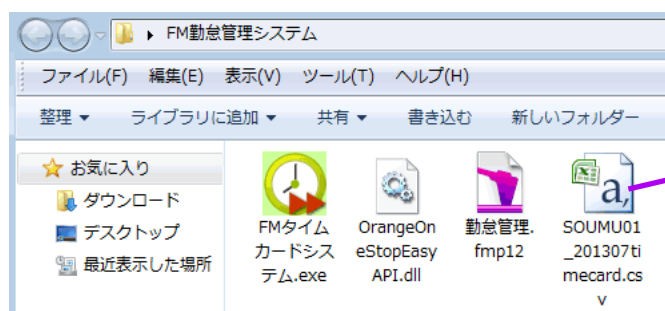 FM勤怠管理システム
ファイル(F) 編集(E) 表示(V) ツール(T) ヘルプ(H)
整理 ライブラリに追加 共有 書き込む 新しいフォルダー
お気に入り
ダウンロード
デスクトップ
最近表示した場所
FMタイム
カードシス
テム.exe
OrangeOn
eStopEasy
API.dll
勤怠管理.
fmp12
a,
SOUMU01
_201307ti
mecard.cs
v